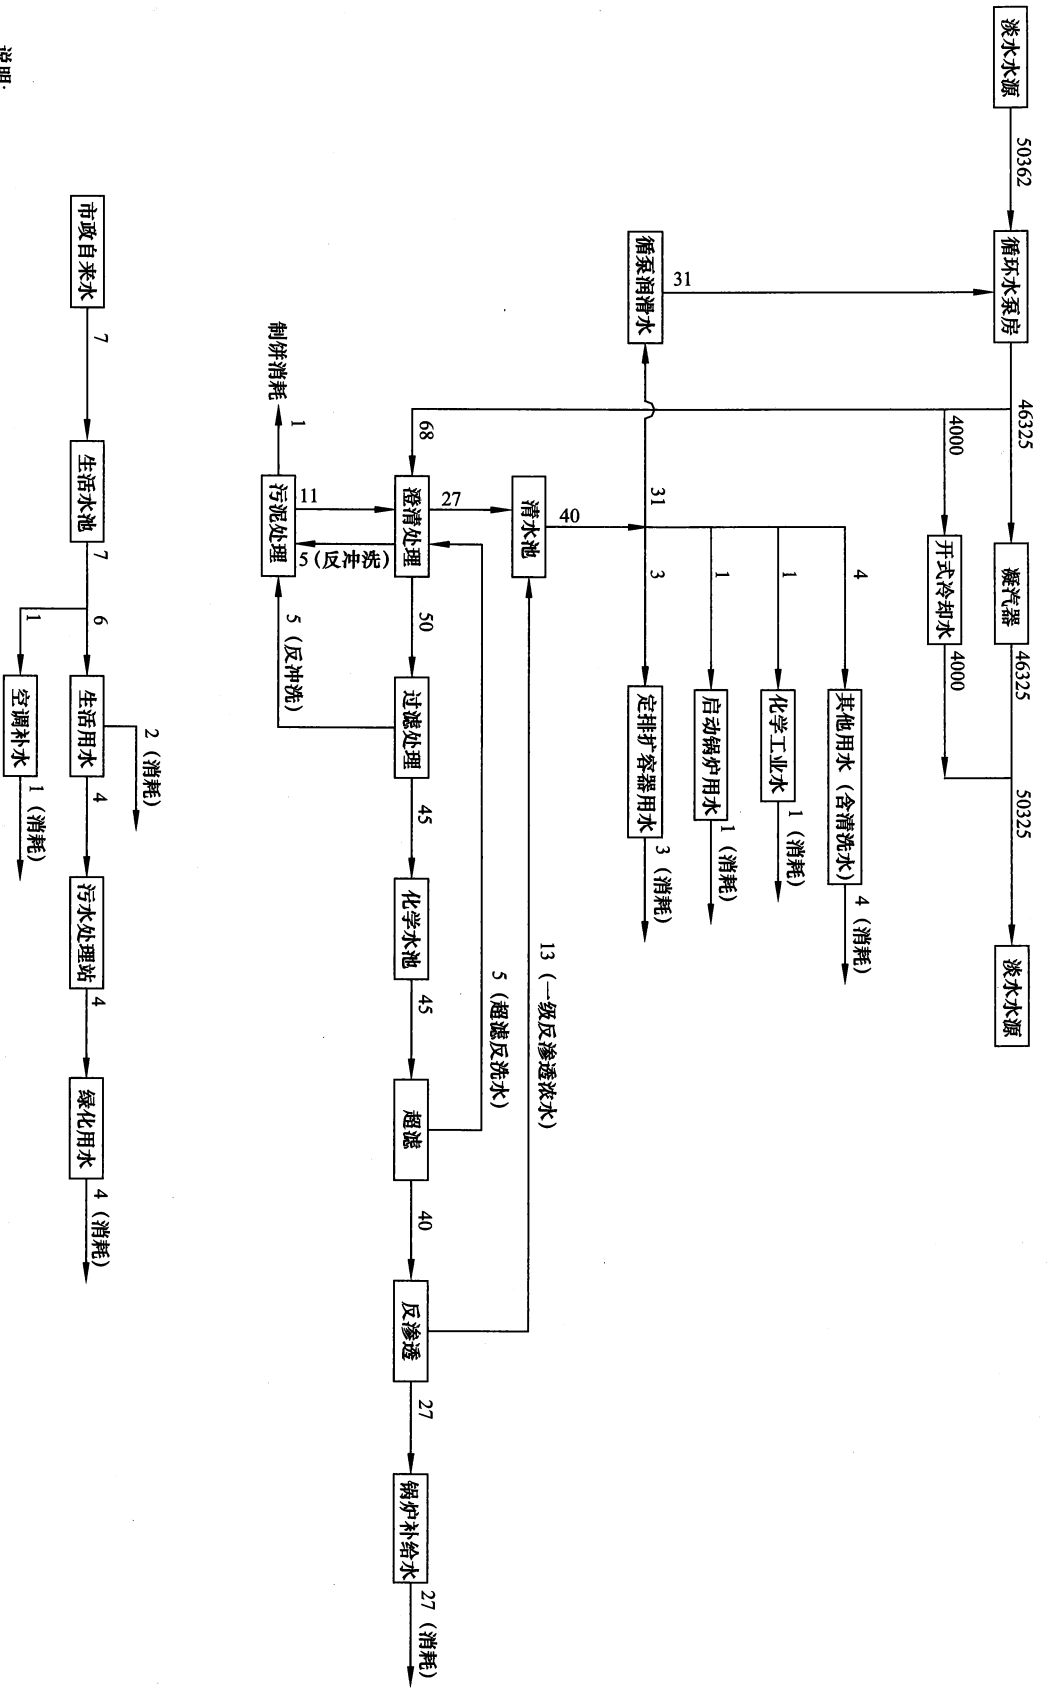 淡水水源
50362
循环水泵房
46325
凝汽器
46325
50325
淡水水源
4000
开式冷却水
4000
4
其他用水（含清洗水）
4（消耗）
1
化学工业水
1（消耗）
1
启动锅炉用水
1（消耗）
31
循泵润滑水
31
3
定排扩容器用水
3（消耗）
40
清水池
13（一级反渗透浓水）
27
5（超滤反洗水）
68
澄清处理
50
过滤处理
45
化学水池
45
超滤
40
反渗透
27
锅炉补给水
27（消耗）
11
5（反冲洗）
5（反冲洗）
制饼消耗
1
污泥处理
2（消耗）
市政自来水
7
生活水池
7
6
生活用水
4
污水处理站
4
绿化用水
4（消耗）
1
空调补水
1（消耗）
说明: